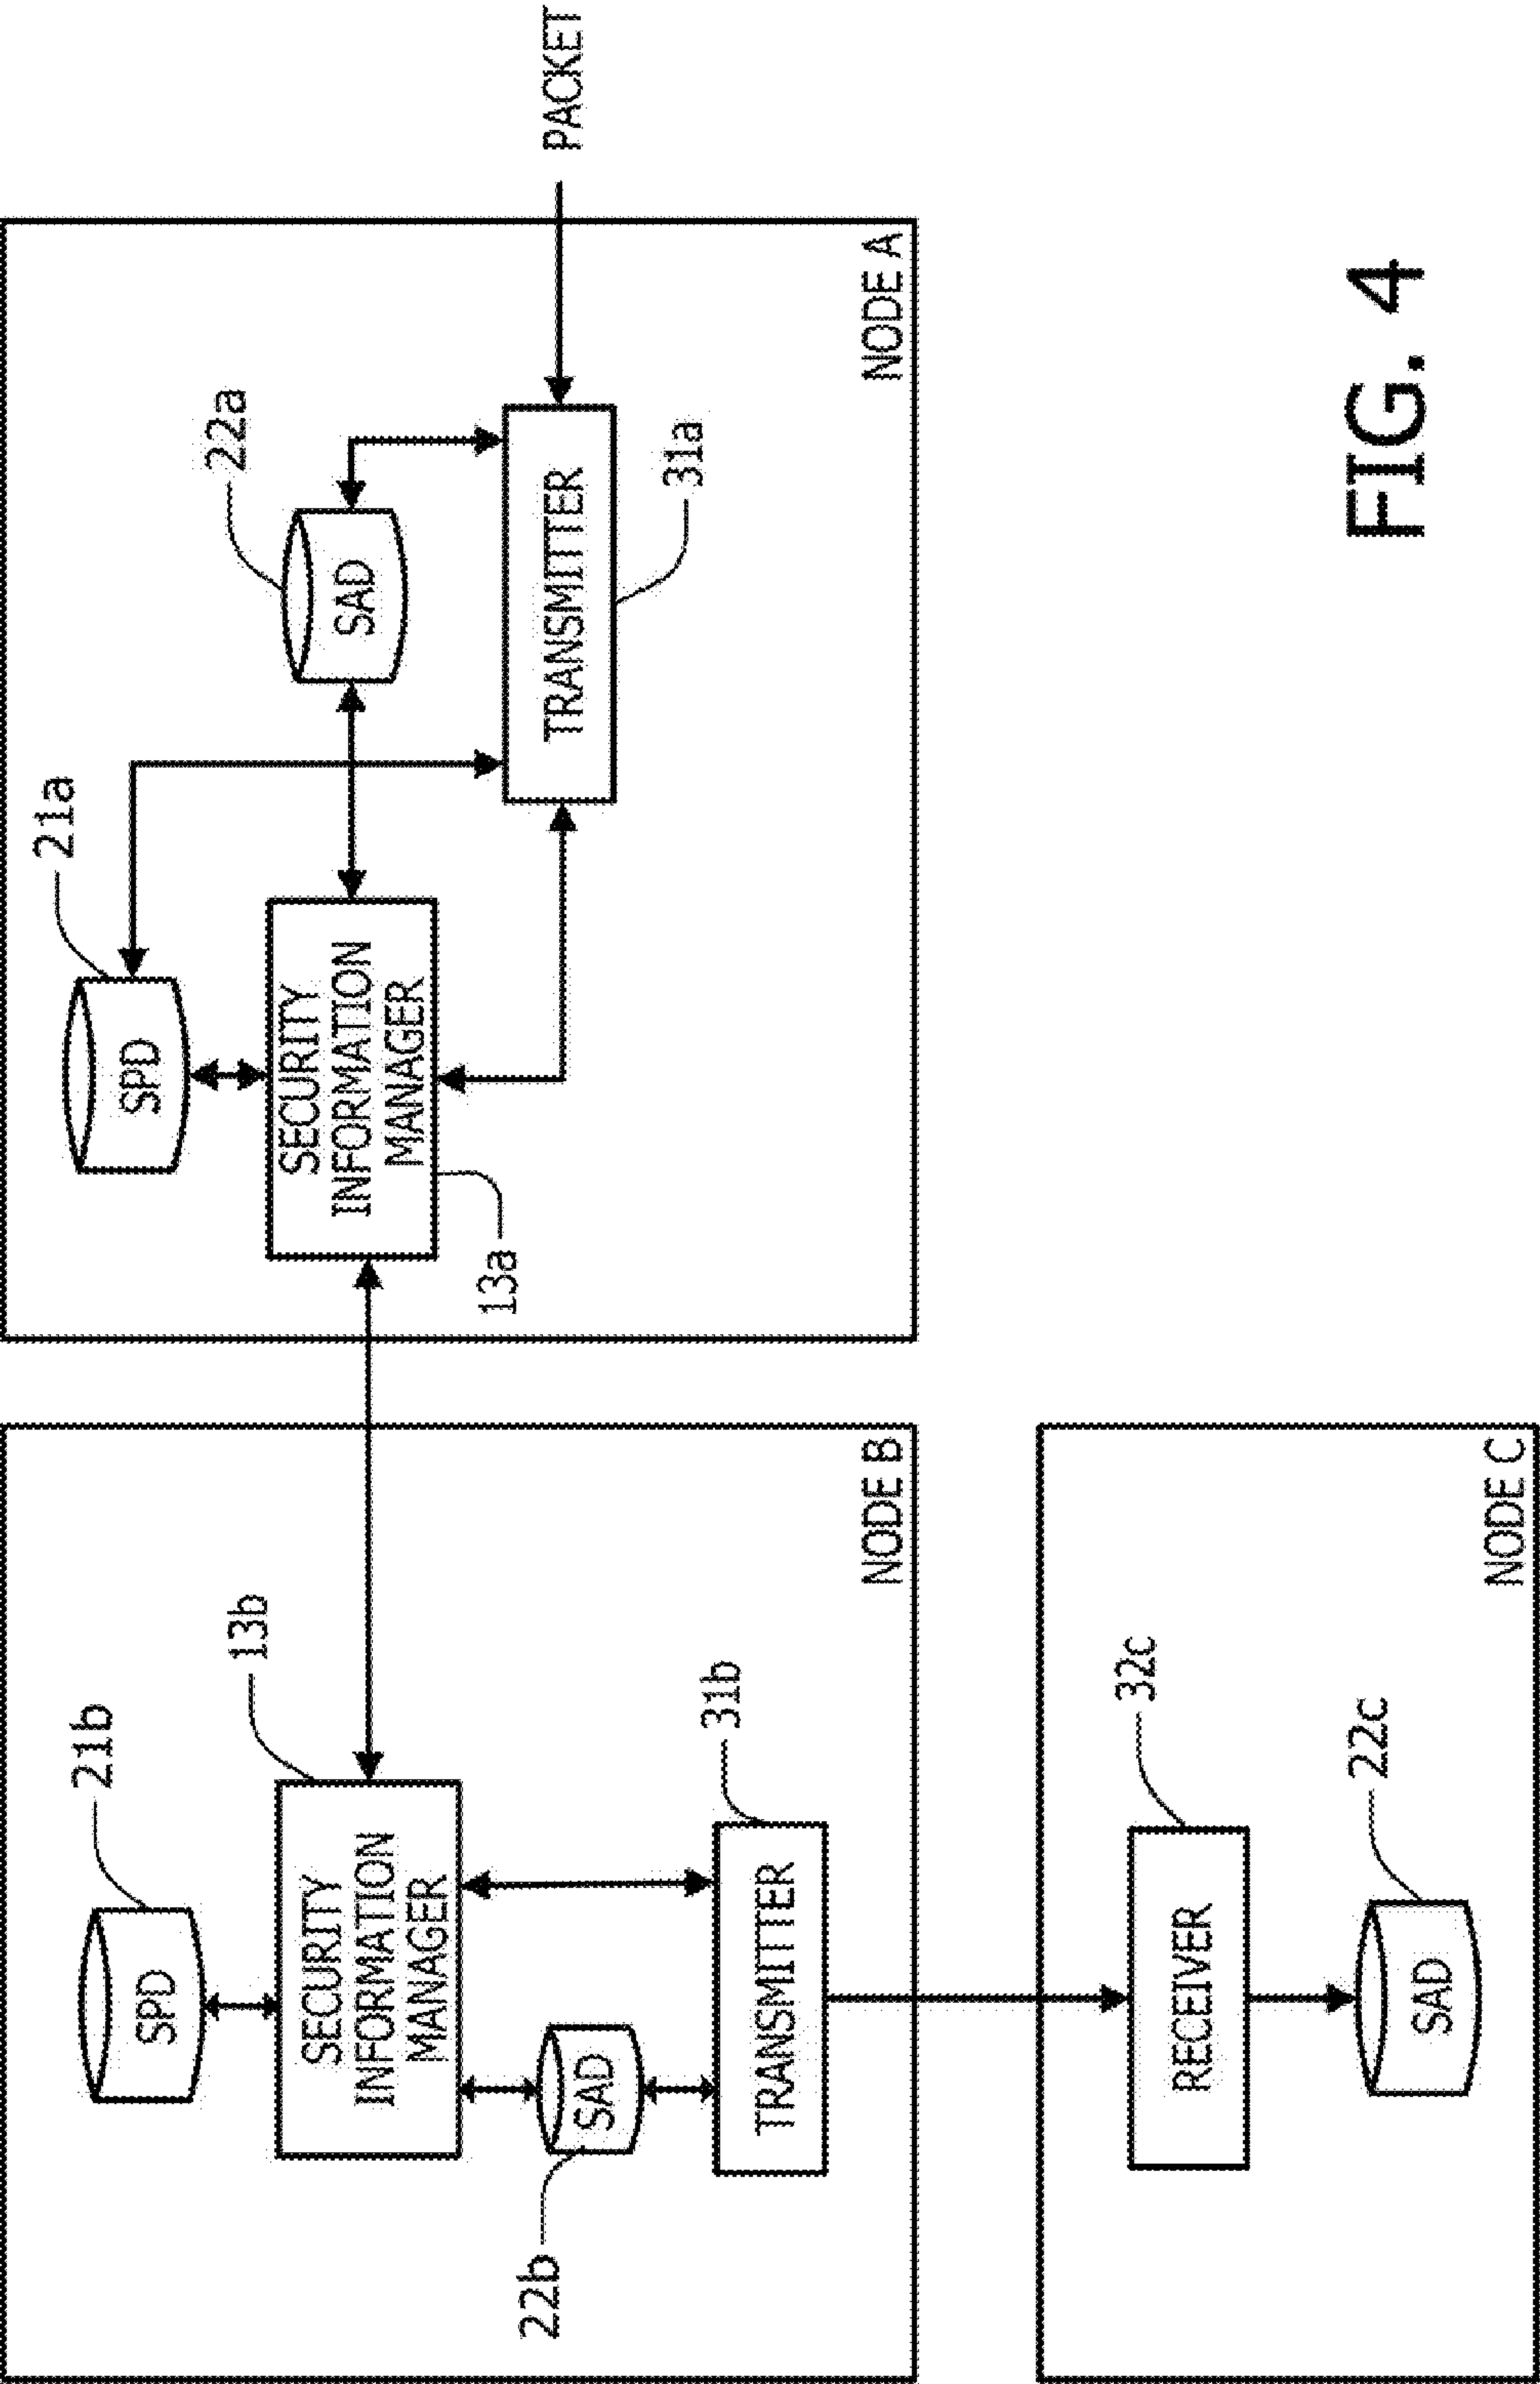 21b
SPD
13b
SECURITY
INFORMATION
MANAGER
22b
SAD
31b
TRANSMITTER
NODE B
21a
SPD
22a
SAD
SECURITY
INFORMATION
MANAGER
13a
TRANSMITTER
31a
PACKET
NODE A
32c
RECEIVER
22c
SAD
NODE C
FIG. 4